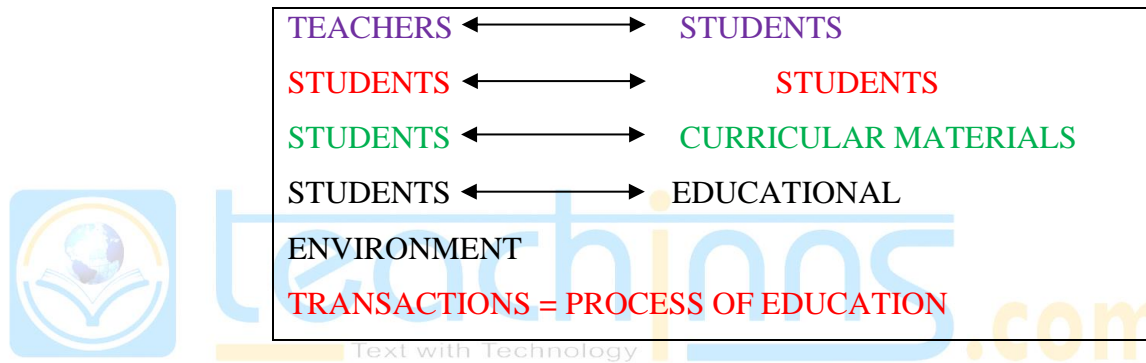 TEACHERS ⟷ STUDENTS
STUDENTS ⟷ STUDENTS
STUDENTS ⟷ CURRICULAR MATERIALS
STUDENTS ⟷ EDUCATIONAL
ENVIRONMENT
TRANSACTIONS = PROCESS OF EDUCATION
teachinns.com
Text with Technology